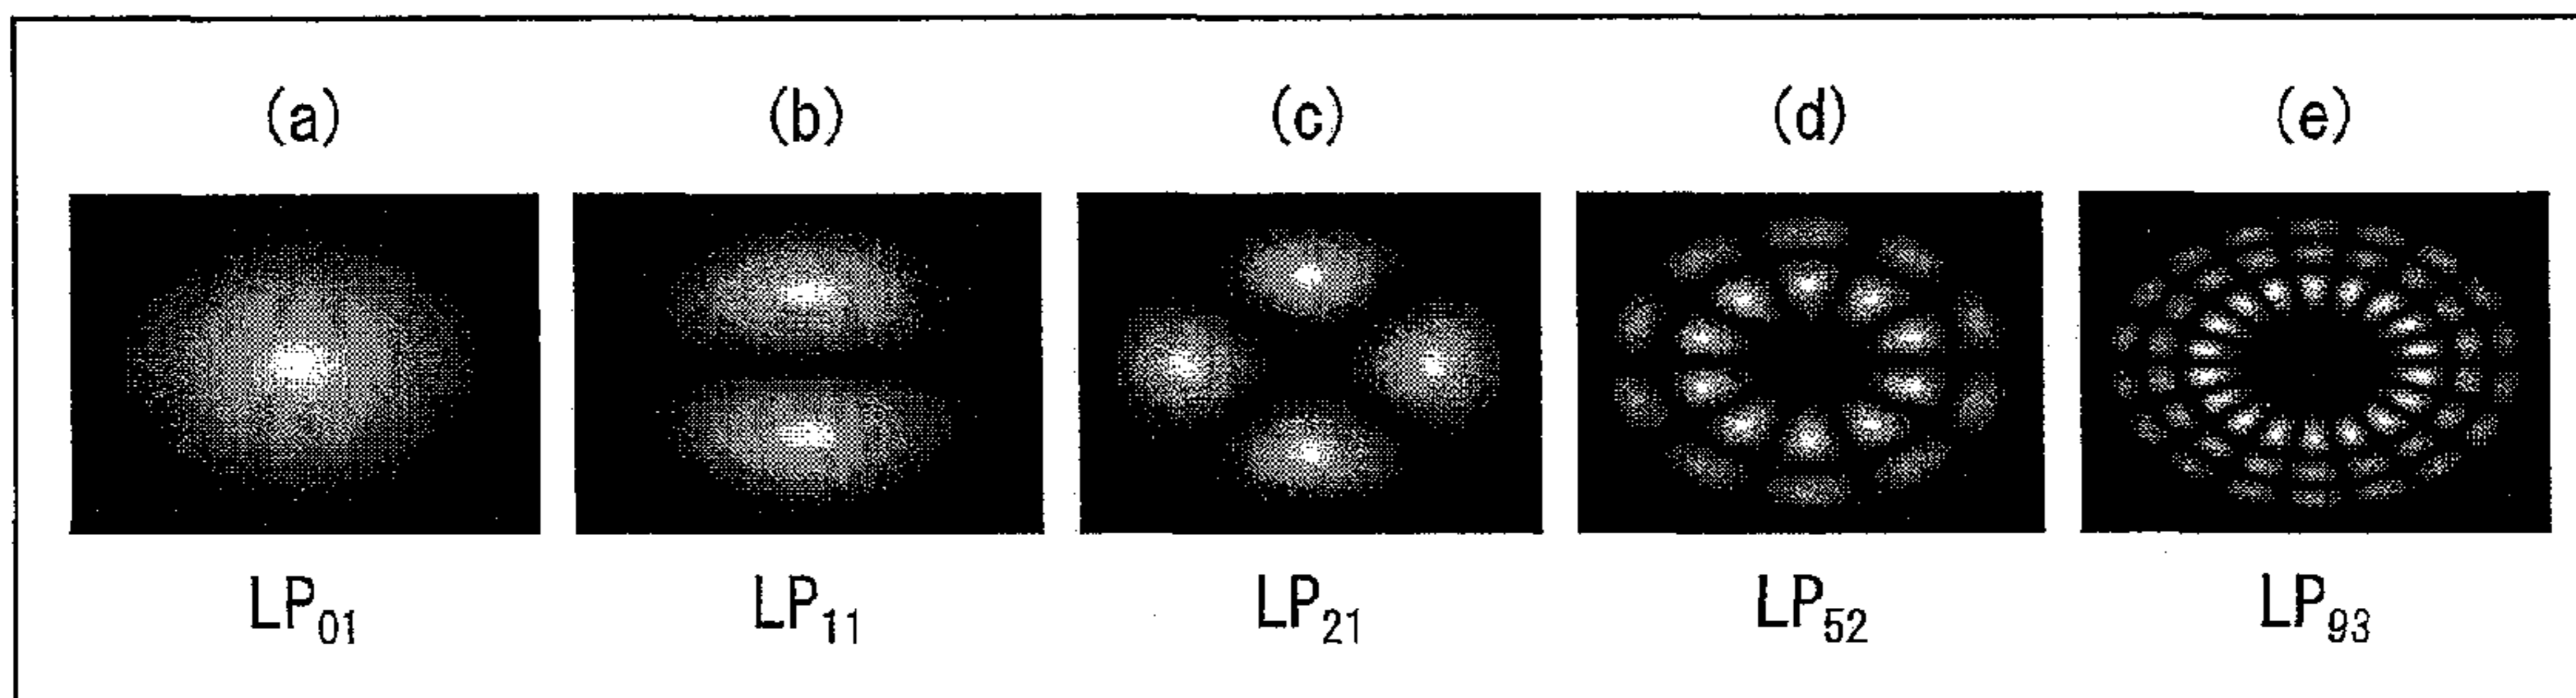 (a) (b) (c) (d) (e)
LP₀₁ LP₁₁ LP₂₁ LP₅₂ LP₉₃